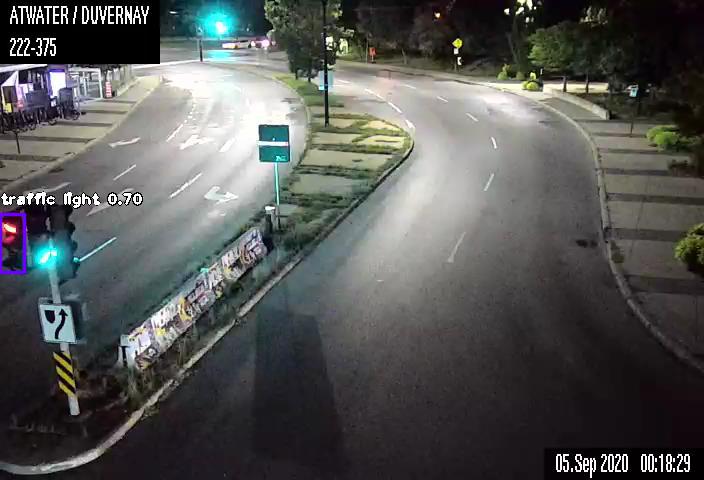 ATWATER / DUVERNAY
222-375
traffic light 0.70
05.Sep 2020 00:18:29